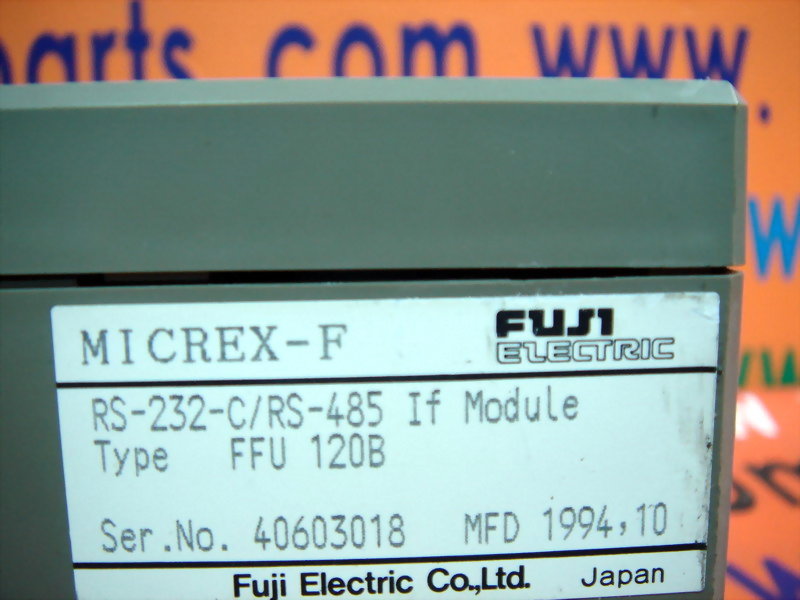 parts.com www.
W
MICREX-F
FUJI
ELECTRIC
RS-232-C/RS-485 If Module
Type FFU 120B
Ser.No. 40603018 MFD 1994,10
Fuji Electric Co.,Ltd. Japan